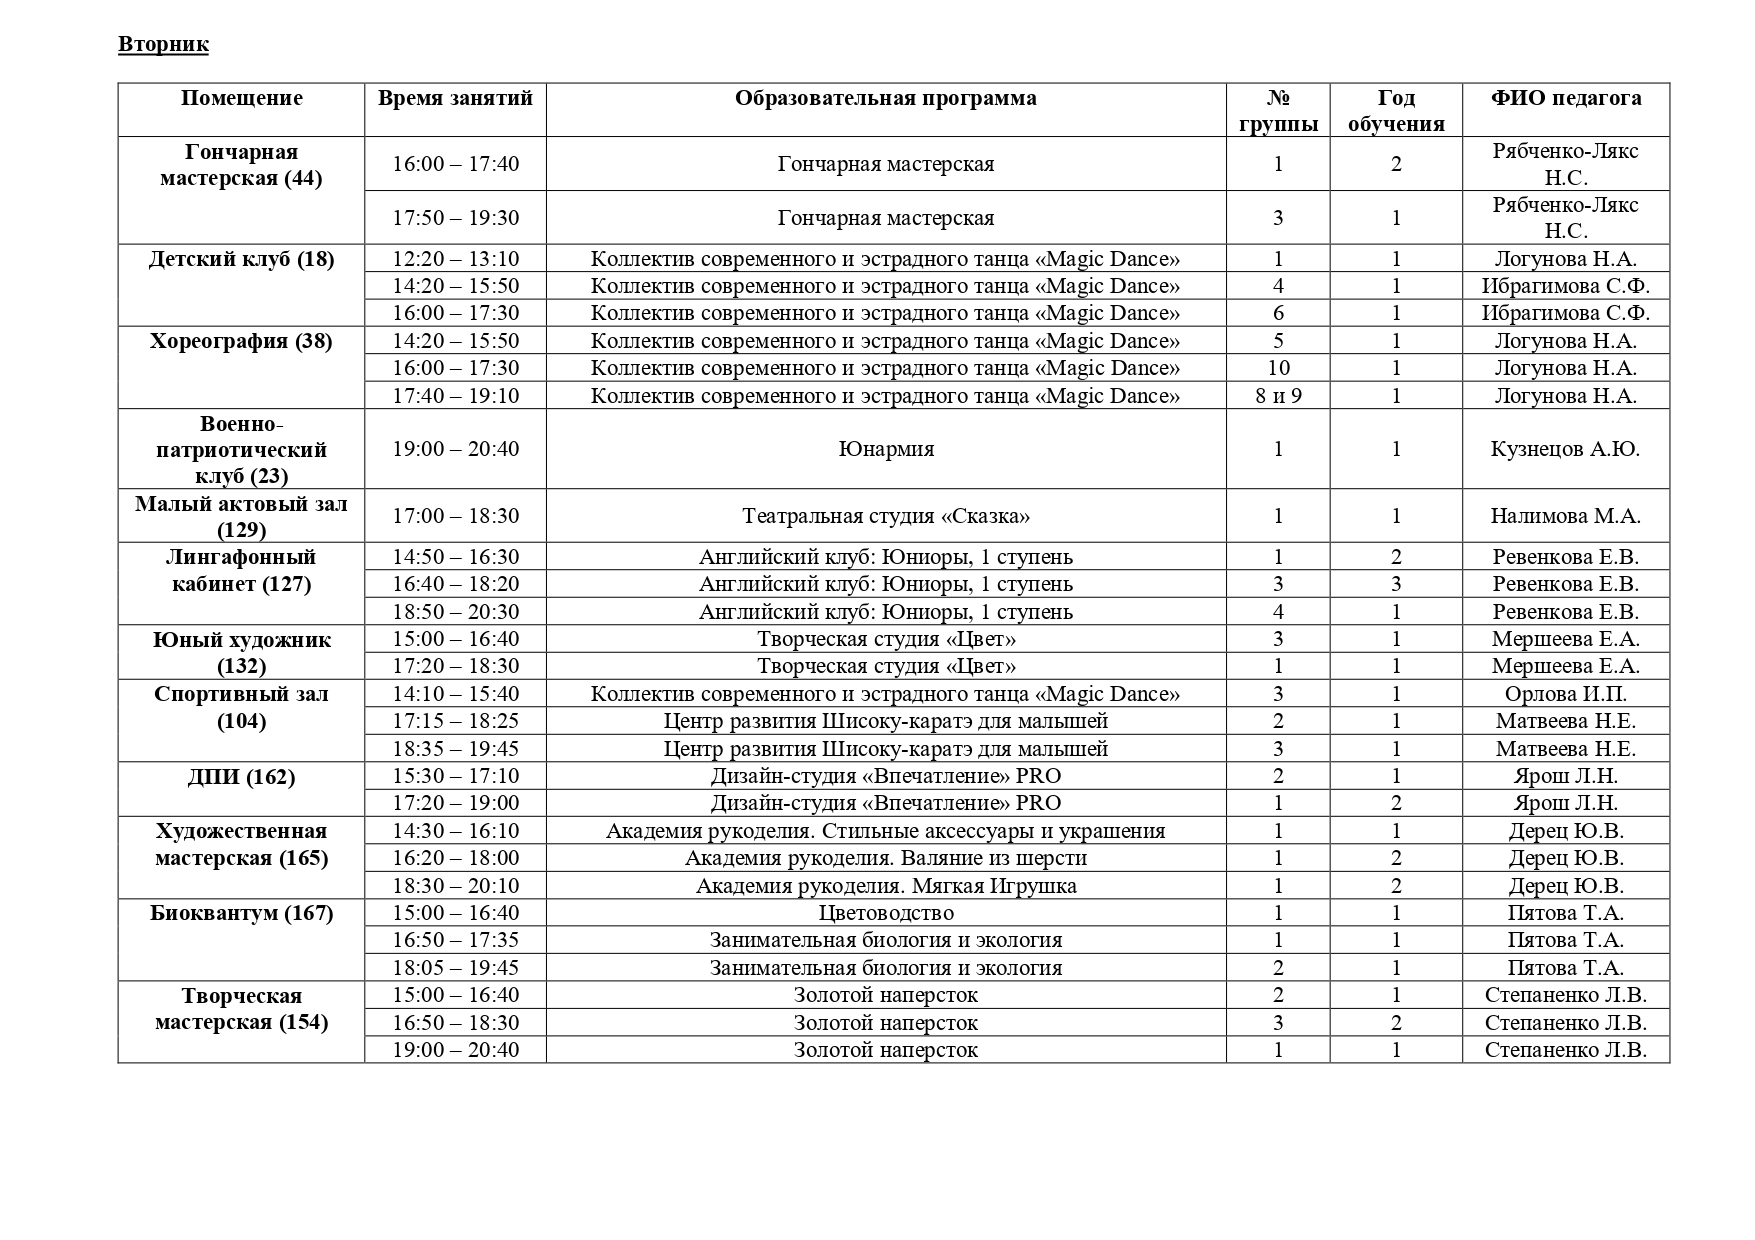 Вторник
Помещение Время занятий Образовательная программа № группы Год обучения ФИО педагога
Гончарная мастерская (44) 16:00 – 17:40 Гончарная мастерская 1 2 Рябченко-Лякс Н.С.
17:50 – 19:30 Гончарная мастерская 3 1 Рябченко-Лякс Н.С.
Детский клуб (18) 12:20 – 13:10 Коллектив современного и эстрадного танца «Magic Dance» 1 1 Логунова Н.А.
14:20 – 15:50 Коллектив современного и эстрадного танца «Magic Dance» 4 1 Ибрагимова С.Ф.
16:00 – 17:30 Коллектив современного и эстрадного танца «Magic Dance» 6 1 Ибрагимова С.Ф.
Хореография (38) 14:20 – 15:50 Коллектив современного и эстрадного танца «Magic Dance» 5 1 Логунова Н.А.
16:00 – 17:30 Коллектив современного и эстрадного танца «Magic Dance» 10 1 Логунова Н.А.
17:40 – 19:10 Коллектив современного и эстрадного танца «Magic Dance» 8 и 9 1 Логунова Н.А.
Военно-патриотический клуб (23) 19:00 – 20:40 Юнармия 1 1 Кузнецов А.Ю.
Малый актовый зал (129) 17:00 – 18:30 Театральная студия «Сказка» 1 1 Налимова М.А.
Лингафонный кабинет (127) 14:50 – 16:30 Английский клуб: Юниоры, 1 ступень 1 2 Ревенкова Е.В.
16:40 – 18:20 Английский клуб: Юниоры, 1 ступень 3 3 Ревенкова Е.В.
18:50 – 20:30 Английский клуб: Юниоры, 1 ступень 4 1 Ревенкова Е.В.
Юный художник (132) 15:00 – 16:40 Творческая студия «Цвет» 3 1 Мершеева Е.А.
17:20 – 18:30 Творческая студия «Цвет» 1 1 Мершеева Е.А.
Спортивный зал (104) 14:10 – 15:40 Коллектив современного и эстрадного танца «Magic Dance» 3 1 Орлова И.П.
17:15 – 18:25 Центр развития Шисоку-каратэ для малышей 2 1 Матвеева Н.Е.
18:35 – 19:45 Центр развития Шисоку-каратэ для малышей 3 1 Матвеева Н.Е.
ДПИ (162) 15:30 – 17:10 Дизайн-студия «Впечатление» PRO 2 1 Ярош Л.Н.
17:20 – 19:00 Дизайн-студия «Впечатление» PRO 1 2 Ярош Л.Н.
Художественная мастерская (165) 14:30 – 16:10 Академия рукоделия. Стильные аксессуары и украшения 1 1 Дерец Ю.В.
16:20 – 18:00 Академия рукоделия. Валяние из шерсти 1 2 Дерец Ю.В.
18:30 – 20:10 Академия рукоделия. Мягкая Игрушка 1 2 Дерец Ю.В.
Биоквантум (167) 15:00 – 16:40 Цветоводство 1 1 Пятова Т.А.
16:50 – 17:35 Занимательная биология и экология 1 1 Пятова Т.А.
18:05 – 19:45 Занимательная биология и экология 2 1 Пятова Т.А.
Творческая мастерская (154) 15:00 – 16:40 Золотой наперсток 2 1 Степаненко Л.В.
16:50 – 18:30 Золотой наперсток 3 2 Степаненко Л.В.
19:00 – 20:40 Золотой наперсток 1 1 Степаненко Л.В.